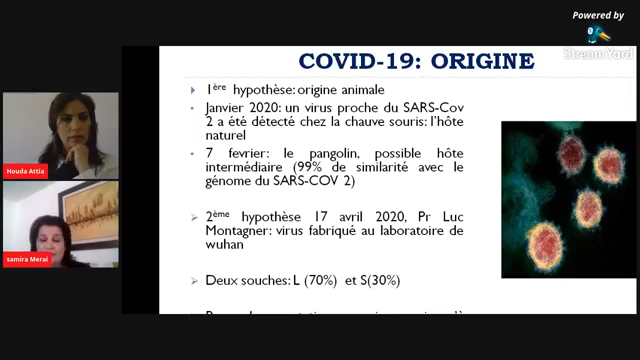 Powered by
StreamYard
COVID-19: ORIGINE
1ère hypothèse: origine animale
Janvier 2020: un virus proche du SARS-Cov
2 a été détecté chez la chauve souris: l'hôte
naturel
7 fevrier: le pangolin, possible hôte
intermédiaire (99% de similarité avec le
génome du SARS-COV 2)
2ème hypothèse 17 avril 2020, Pr Luc
Montagner: virus fabriqué au laboratoire de
wuhan
Deux souches: L (70%) et S(30%)
Houda Attia
samira Merai